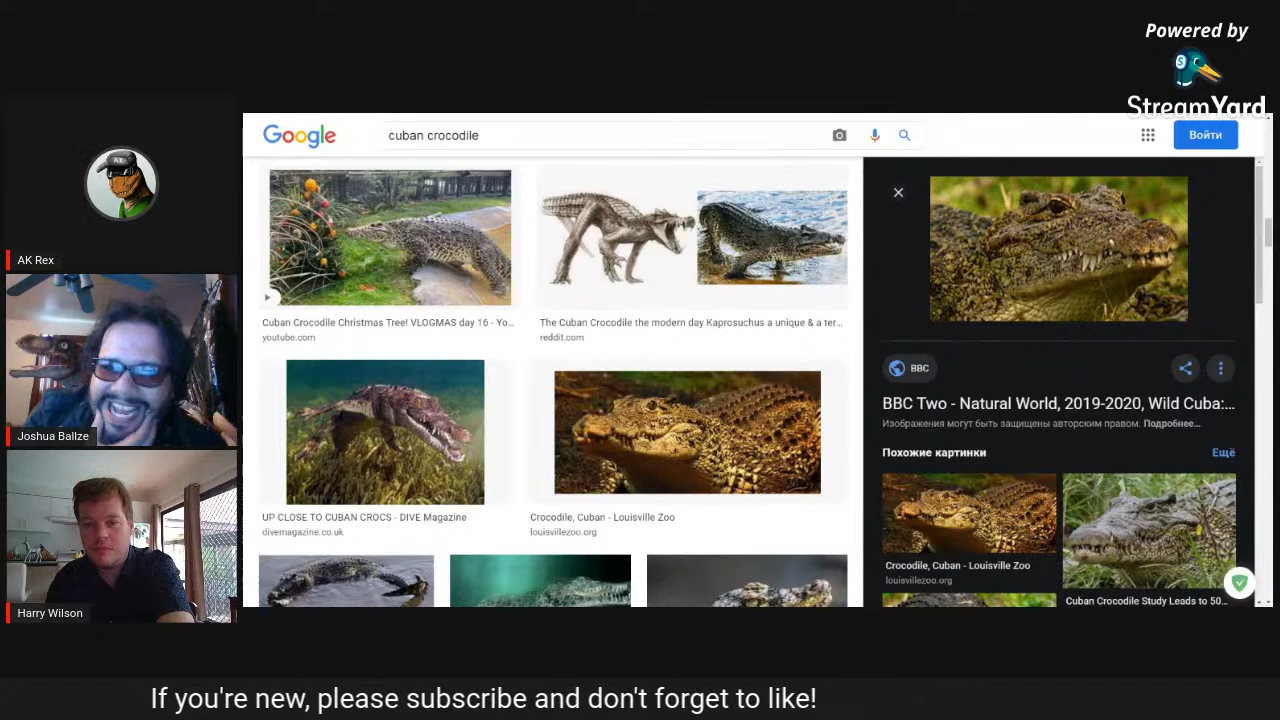 Powered by
StreamYard
Google
cuban crocodile
Войти
AK
AK Rex
Joshua Ballze
Harry Wilson
Cuban Crocodile Christmas Tree! VLOGMAS day 16 - Yo...
youtube.com
The Cuban Crocodile the modern day Kaprosuchus a unique & a ter...
reddit.com
UP CLOSE TO CUBAN CROCS - DIVE Magazine
divemagazine.co.uk
Crocodile, Cuban - Louisville Zoo
louisvillezoo.org
BBC
BBC Two - Natural World, 2019-2020, Wild Cuba:...
Изображения могут быть защищены авторским правом. Подробнее...
Похожие картинки
Ещё
Crocodile, Cuban - Louisville Zoo
louisvillezoo.org
Cuban Crocodile Study Leads to 50...
If you're new, please subscribe and don't forget to like!